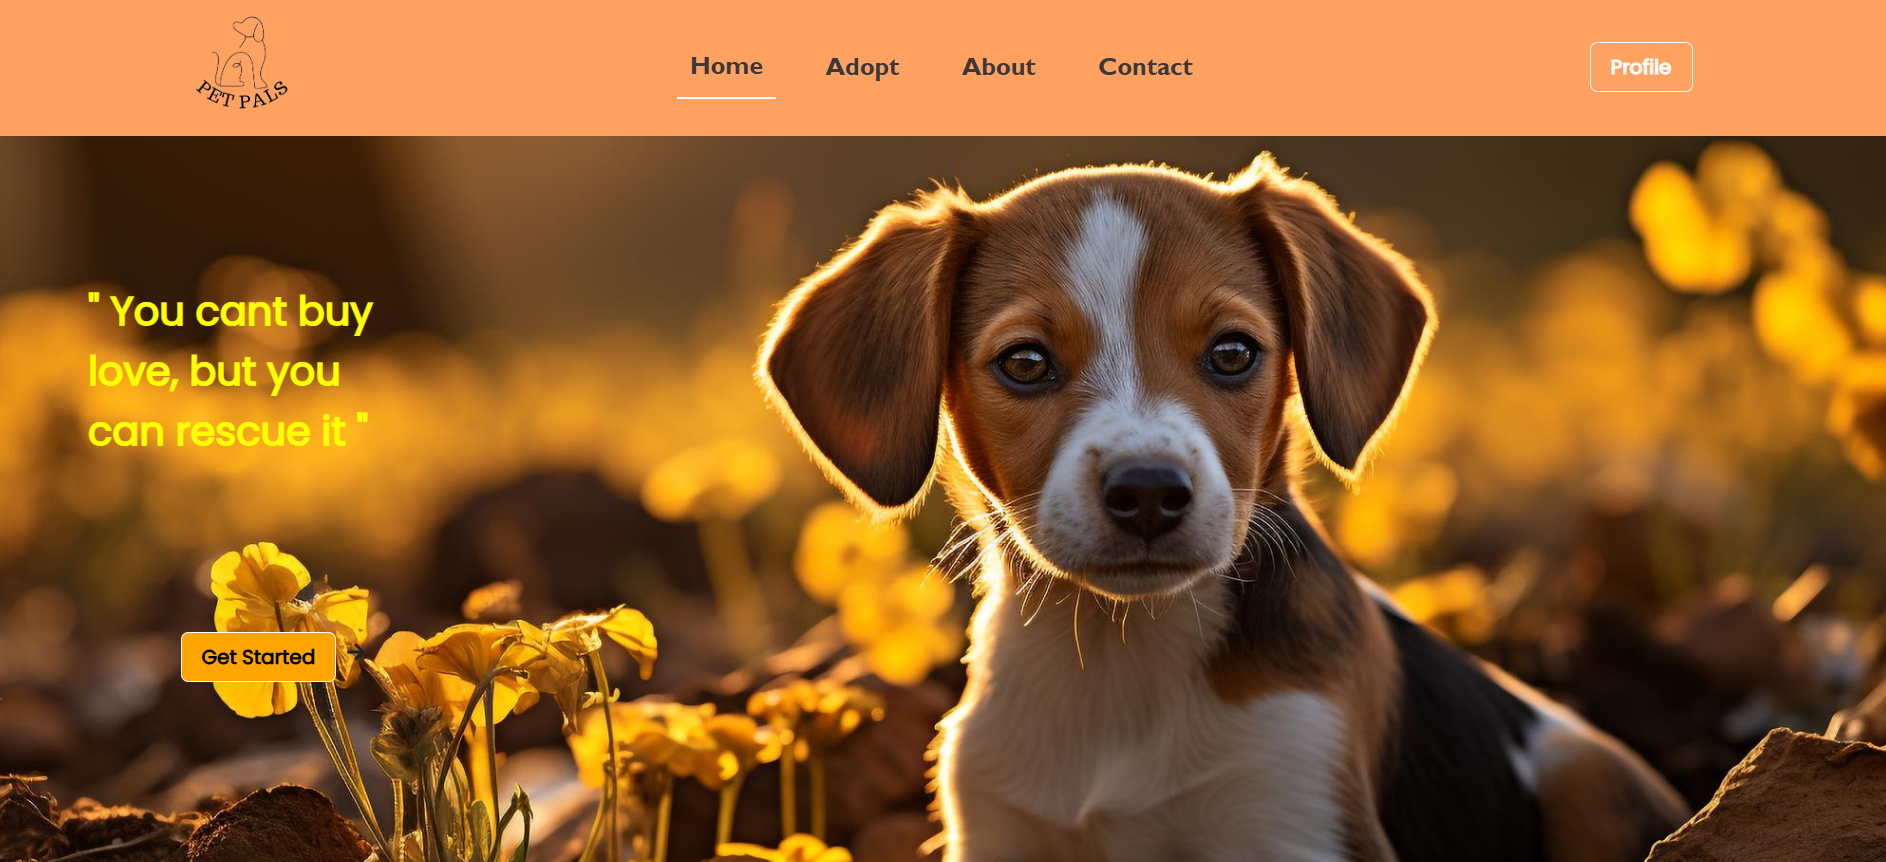 PET PALS
Home
Adopt
About
Contact
Profile
" You cant buy
love, but you
can rescue it "
Get Started